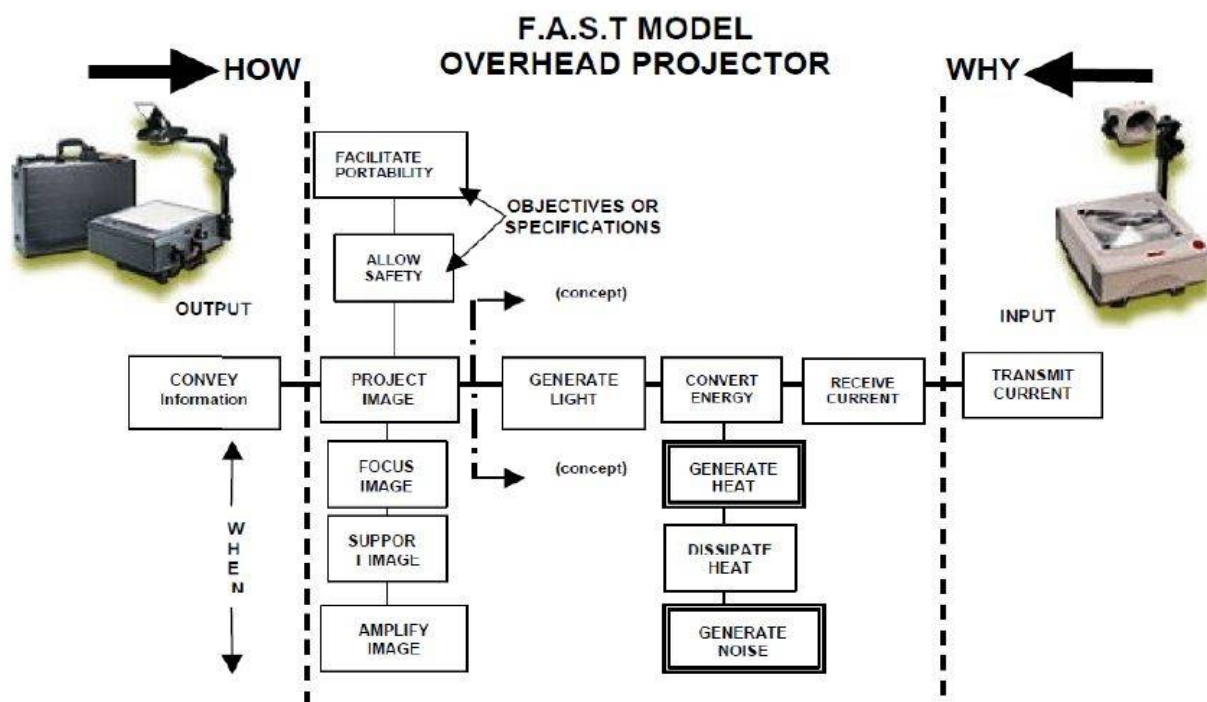 F.A.S.T MODEL
OVERHEAD PROJECTOR
HOW
WHY
FACILITATE
PORTABILITY
OBJECTIVES OR
SPECIFICATIONS
ALLOW
SAFETY
(concept)
OUTPUT
INPUT
CONVEY
Information
PROJECT
IMAGE
GENERATE
LIGHT
CONVERT
ENERGY
RECEIVE
CURRENT
TRANSMIT
CURRENT
FOCUS
IMAGE
(concept)
GENERATE
HEAT
SUPPOR
T IMAGE
DISSIPATE
HEAT
AMPLIFY
IMAGE
GENERATE
NOISE
W
H
E
N